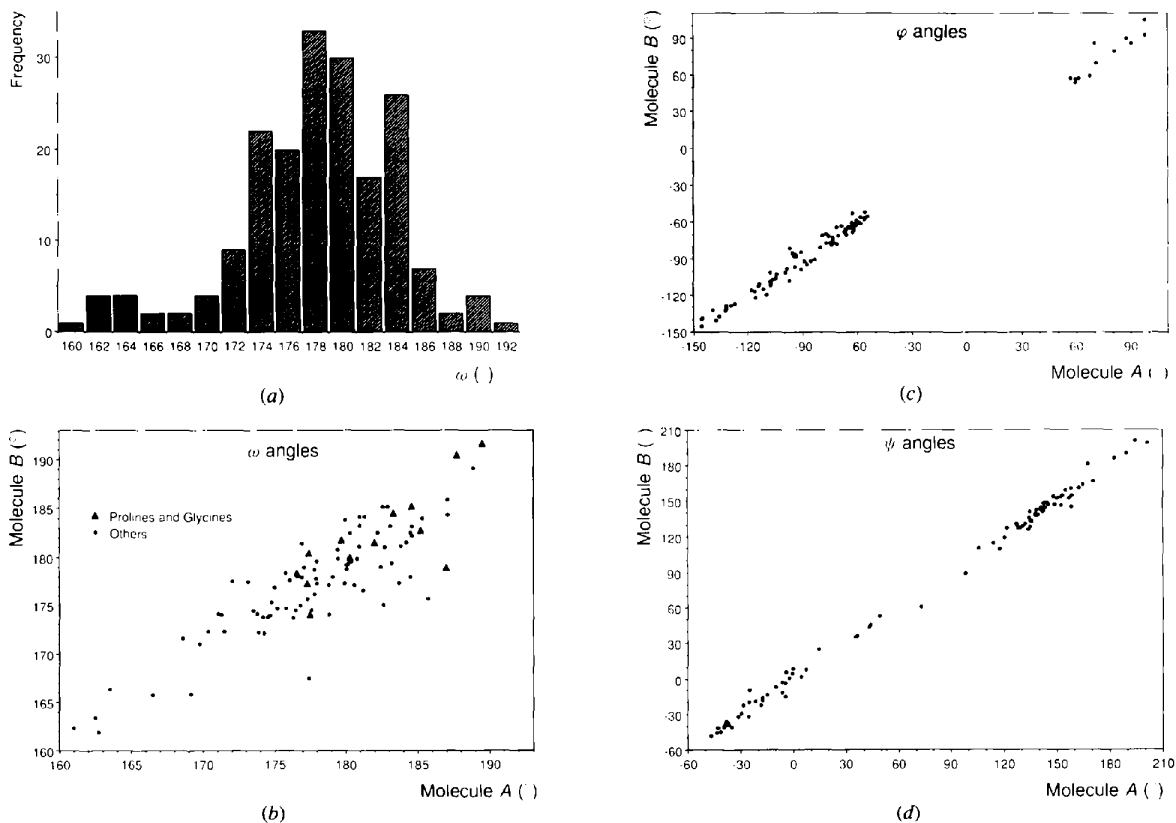 Frequency
30
20
10
0
160 162 164 166 168 170 172 174 176 178 180 182 184 186 188 190 192
ω ( )
(a)
Molecule B (°)
φ angles
90
60
30
0
-30
-60
-90
-120
-150
-150 -120 -90 -60 -30 0 30 60 90
Molecule A ( )
(c)
Molecule B (°)
ω angles
190
185
180
175
170
165
160
▲ Prolines and Glycines
• Others
160 165 170 175 180 185 190
Molecule A ( )
(b)
Molecule B ( )
ψ angles
210
180
150
120
90
60
30
0
-30
-60
-60 -30 0 30 60 90 120 150 180 210
Molecule A ( )
(d)